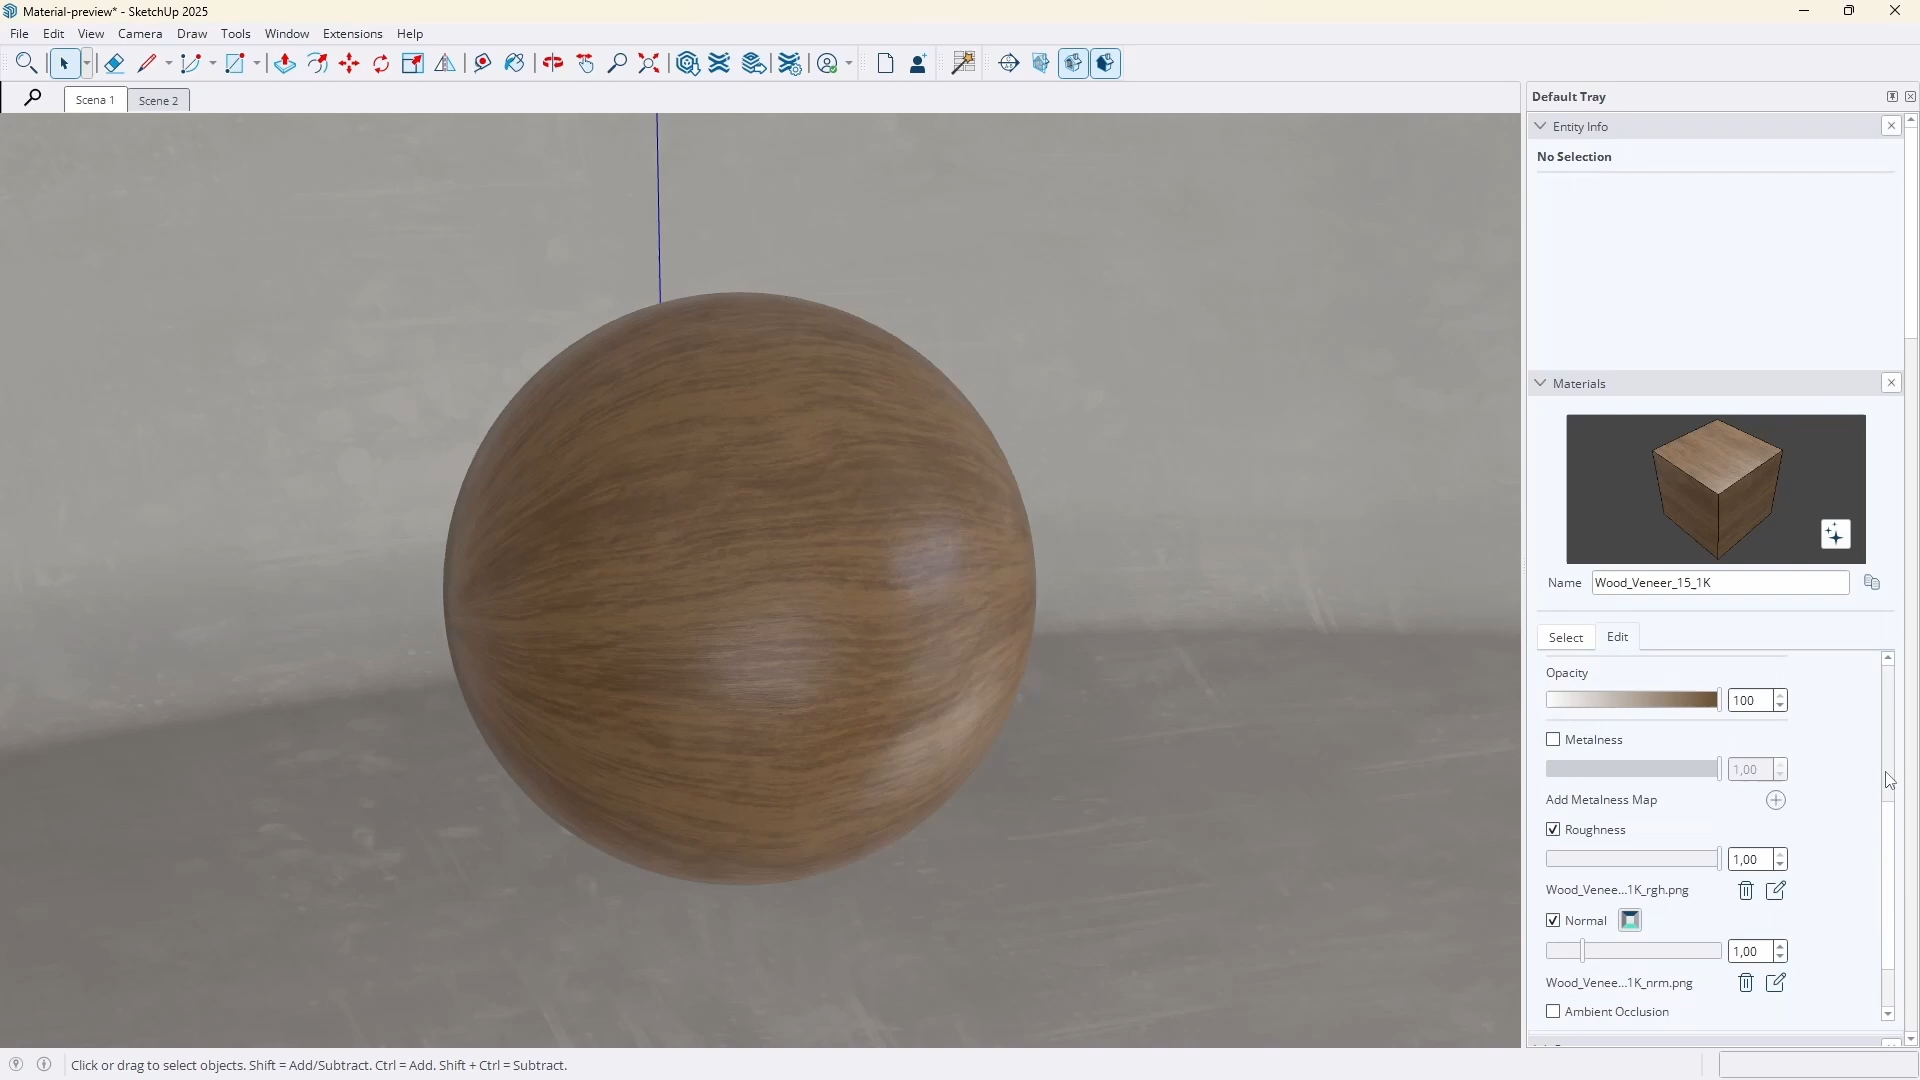 Material-preview* - SketchUp 2025
File Edit View Camera Draw Tools Window Extensions Help
Scena 1 Scene 2
Default Tray
Entity Info
No Selection
Materials
Name Wood_Veneer_15_1K
Select Edit
Opacity
100
Metalness
1,00
Add Metalness Map
Roughness
1,00
Wood_Venee...1K_rgh.png
Normal
1,00
Wood_Venee...1K_nrm.png
Ambient Occlusion
Click or drag to select objects. Shift = Add/Subtract. Ctrl = Add. Shift + Ctrl = Subtract.